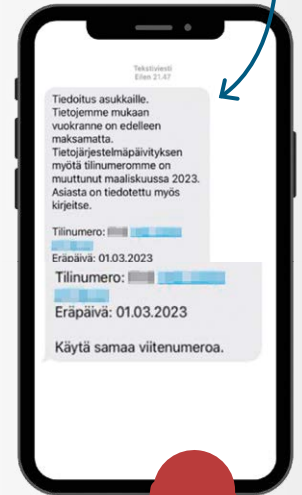 Tekstiviesti
Eilen 21.47
Tiedoitus asukkaille.
Tietojemme mukaan
vuokranne on edelleen
maksamatta.
Tietojärjestelmäpäivityksen
myötä tilinumeromme on
muuttunut maaliskuussa 2023.
Asiasta on tiedotettu myös
kirjeitse.
Tilinumero:
Eräpäivä: 01.03.2023
Tilinumero:
Eräpäivä: 01.03.2023
Käytä samaa viitenumeroa.